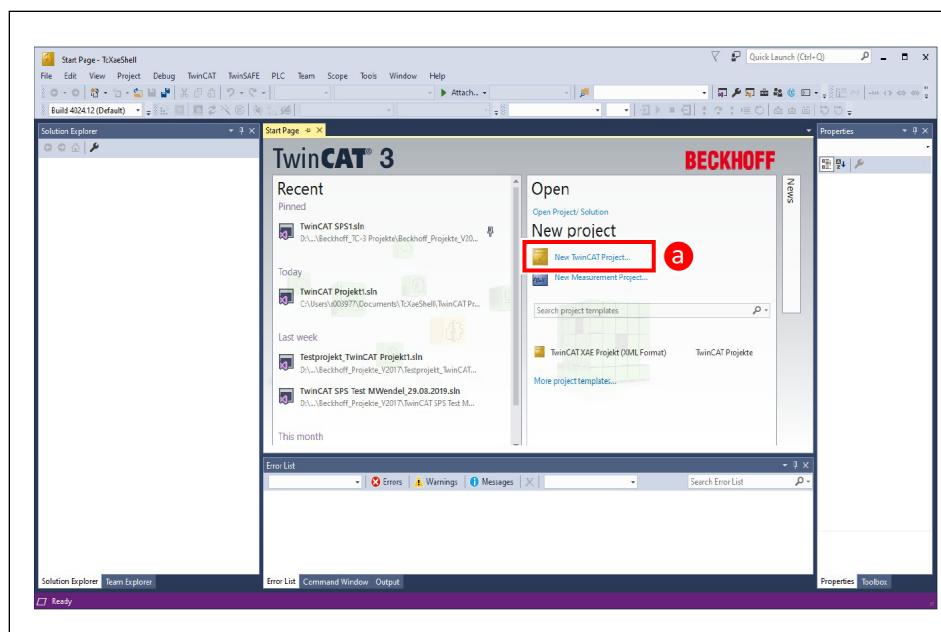 Start Page - TcXaeShell
Quick Launch (Ctrl+Q)
File Edit View Project Debug TwinCAT TwinSAFE PLC Team Scope Tools Window Help
Attach...
Build 4024.12 (Default)
Solution Explorer
Start Page
Properties
TwinCAT® 3
BECKHOFF
News
Recent
Pinned
TwinCAT SPS1.sln
D:\...\Beckhoff_TC-3 Projekte\Beckhoff_Projekte_V20...
Today
TwinCAT Projekt1.sln
C:\Users\i003977\Documents\TcXaeShell\TwinCAT Pr...
Last week
Testprojekt_TwinCAT Projekt1.sln
D:\...\Beckhoff_Projekte_V2017\Testprojekt_TwinCAT...
TwinCAT SPS Test MWendel_29.08.2019.sln
D:\...\Beckhoff_Projekte_V2017\TwinCAT SPS Test M...
This month
Open
Open Project/ Solution
New project
New TwinCAT Project...
a
New Measurement Project...
Search project templates
TwinCAT XAE Projekt (XML Format) TwinCAT Projekte
More project templates...
Error List
Errors Warnings Messages
Search Error List
Solution Explorer Team Explorer
Error List Command Window Output
Properties Toolbox
Ready